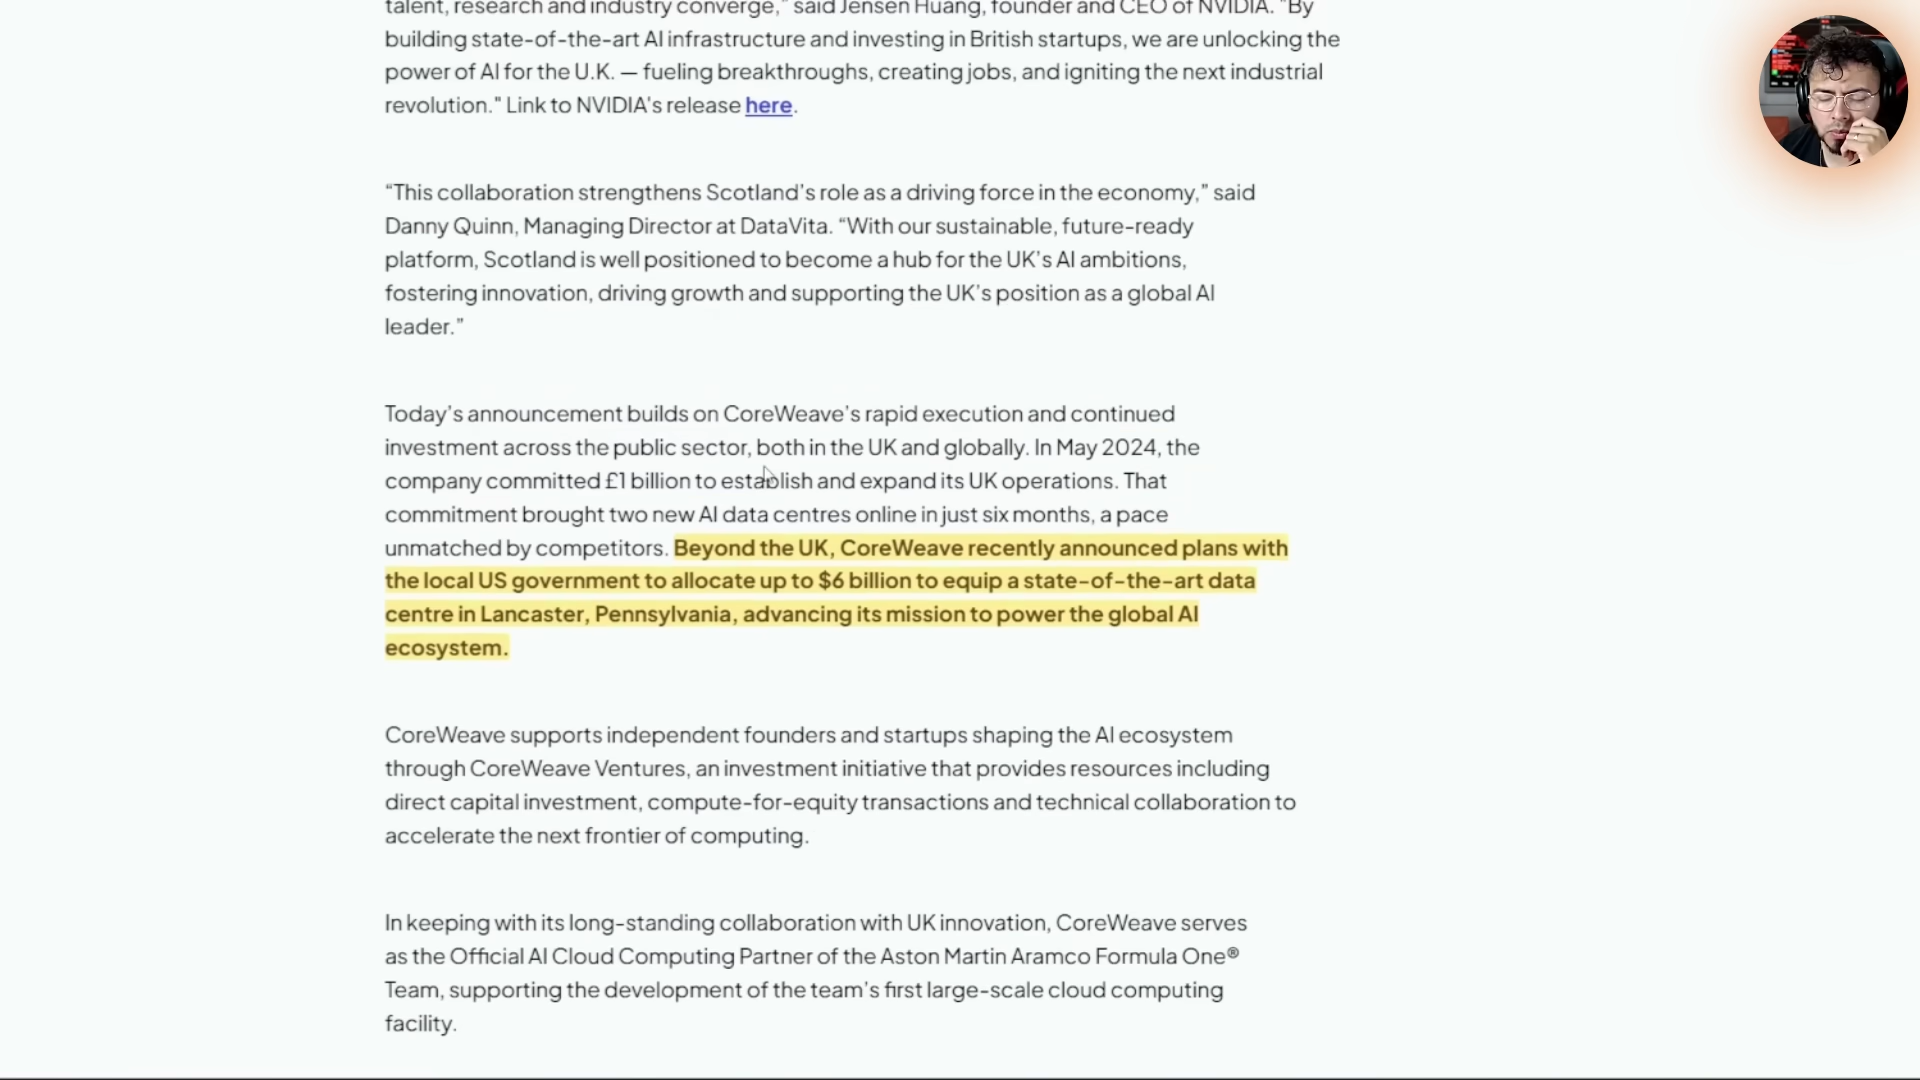 talent, research and industry converge," said Jensen Huang, founder and CEO of NVIDIA. "By
building state-of-the-art AI infrastructure and investing in British startups, we are unlocking the
power of AI for the U.K. — fueling breakthroughs, creating jobs, and igniting the next industrial
revolution." Link to NVIDIA's release here.
“This collaboration strengthens Scotland’s role as a driving force in the economy,” said
Danny Quinn, Managing Director at DataVita. “With our sustainable, future-ready
platform, Scotland is well positioned to become a hub for the UK’s AI ambitions,
fostering innovation, driving growth and supporting the UK’s position as a global AI
leader.”
Today’s announcement builds on CoreWeave’s rapid execution and continued
investment across the public sector, both in the UK and globally. In May 2024, the
company committed £1 billion to establish and expand its UK operations. That
commitment brought two new AI data centres online in just six months, a pace
unmatched by competitors. Beyond the UK, CoreWeave recently announced plans with
the local US government to allocate up to $6 billion to equip a state-of-the-art data
centre in Lancaster, Pennsylvania, advancing its mission to power the global AI
ecosystem.
CoreWeave supports independent founders and startups shaping the AI ecosystem
through CoreWeave Ventures, an investment initiative that provides resources including
direct capital investment, compute-for-equity transactions and technical collaboration to
accelerate the next frontier of computing.
In keeping with its long-standing collaboration with UK innovation, CoreWeave serves
as the Official AI Cloud Computing Partner of the Aston Martin Aramco Formula One®
Team, supporting the development of the team’s first large-scale cloud computing
facility.